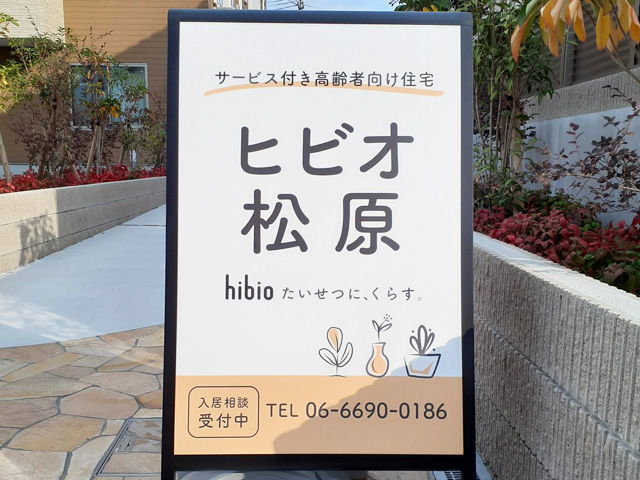 サービス付き高齢者向け住宅
ヒビオ
松原
hibio たいせつに、くらす。
入居相談
受付中
TEL 06-6690-0186